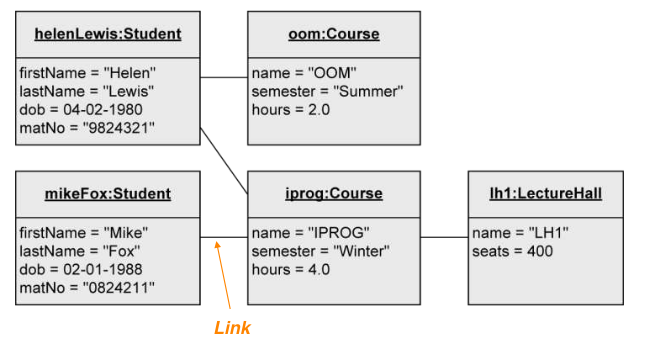 helenLewis:Student
firstName = "Helen"
lastName = "Lewis"
dob = 04-02-1980
matNo = "9824321"
oom:Course
name = "OOM"
semester = "Summer"
hours = 2.0
mikeFox:Student
firstName = "Mike"
lastName = "Fox"
dob = 02-01-1988
matNo = "0824211"
iprog:Course
name = "IPROG"
semester = "Winter"
hours = 4.0
lh1:LectureHall
name = "LH1"
seats = 400
Link